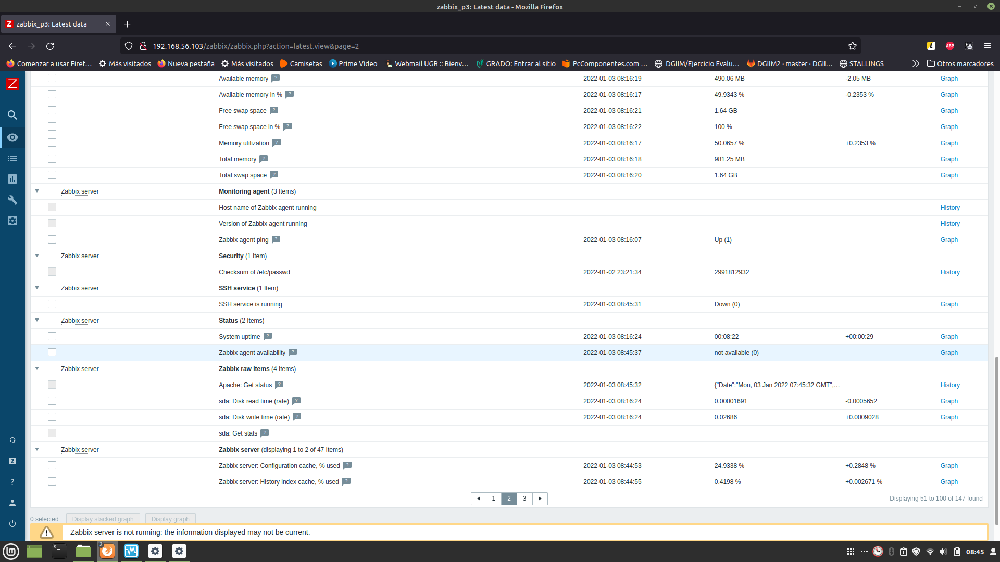 zabbix_p3: Latest data - Mozilla Firefox
Z zabbix_p3: Latest data
192.168.56.103/zabbix/zabbix.php?action=latest.view&page=2
ABP
Comenzar a usar Firef… Más visitados Nueva pestaña Más visitados Camisetas Prime Video Webmail UGR :: Bienv… GRADO: Entrar al sitio PcComponentes.com … DGIIM/Ejercicio Evalu… DGIIM2 · master · DGII… STALLINGS Otros marcadores
Z
Available memory ? 2022-01-03 08:16:19 490.06 MB -2.05 MB Graph
Available memory in % ? 2022-01-03 08:16:17 49.9343 % -0.2353 % Graph
Free swap space ? 2022-01-03 08:16:21 1.64 GB Graph
Free swap space in % ? 2022-01-03 08:16:22 100 % Graph
Memory utilization ? 2022-01-03 08:16:17 50.0657 % +0.2353 % Graph
Total memory ? 2022-01-03 08:16:18 981.25 MB Graph
Total swap space ? 2022-01-03 08:16:20 1.64 GB Graph
Zabbix server Monitoring agent (3 Items)
Host name of Zabbix agent running History
Version of Zabbix agent running History
Zabbix agent ping ? 2022-01-03 08:16:07 Up (1) Graph
Zabbix server Security (1 Item)
Checksum of /etc/passwd 2022-01-02 23:21:34 2991812932 History
Zabbix server SSH service (1 Item)
SSH service is running 2022-01-03 08:45:31 Down (0) Graph
Zabbix server Status (2 Items)
System uptime ? 2022-01-03 08:16:24 00:08:22 +00:00:29 Graph
Zabbix agent availability ? 2022-01-03 08:45:37 not available (0) Graph
Zabbix server Zabbix raw items (4 Items)
Apache: Get status ? 2022-01-03 08:45:32 {"Date":"Mon, 03 Jan 2022 07:45:32 GMT",… History
sda: Disk read time (rate) ? 2022-01-03 08:16:24 0.00001691 -0.0005652 Graph
sda: Disk write time (rate) ? 2022-01-03 08:16:24 0.02686 +0.0009028 Graph
sda: Get stats ?
Zabbix server Zabbix server (displaying 1 to 2 of 47 Items)
Z
Zabbix server: Configuration cache, % used ? 2022-01-03 08:44:53 24.9338 % +0.2848 % Graph
?
Zabbix server: History index cache, % used ? 2022-01-03 08:44:55 0.4198 % +0.002671 % Graph
1 2 3
Displaying 51 to 100 of 147 found
0 selected Display stacked graph Display graph
Zabbix server is not running: the information displayed may not be current.
2
08:45